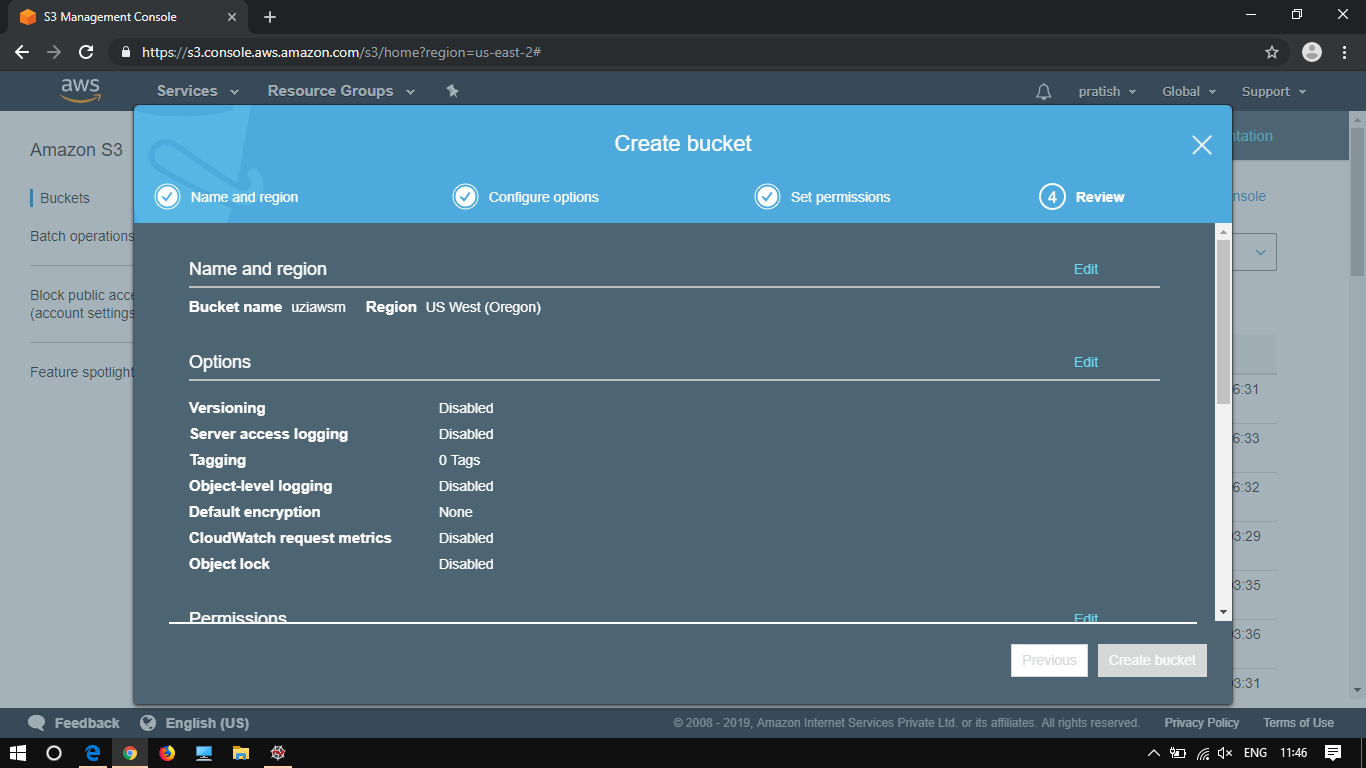 S3 Management Console
https://s3.console.aws.amazon.com/s3/home?region=us-east-2#
aws Services Resource Groups pratish Global Support
Create bucket
Name and region Configure options Set permissions 4 Review
Amazon S3
Buckets
Batch operations
Block public acce
(account settings
Feature spotlight
ntation
nsole
Name and region Edit
Bucket name uziawsm Region US West (Oregon)
Options Edit
Versioning Disabled
Server access logging Disabled
Tagging 0 Tags
Object-level logging Disabled
Default encryption None
CloudWatch request metrics Disabled
Object lock Disabled
Permissions Edit
6:31
6:33
6:32
3:29
3:35
3:36
3:31
Previous Create bucket
Feedback English (US) © 2008 - 2019, Amazon Internet Services Private Ltd. or its affiliates. All rights reserved. Privacy Policy Terms of Use
ENG 11:46